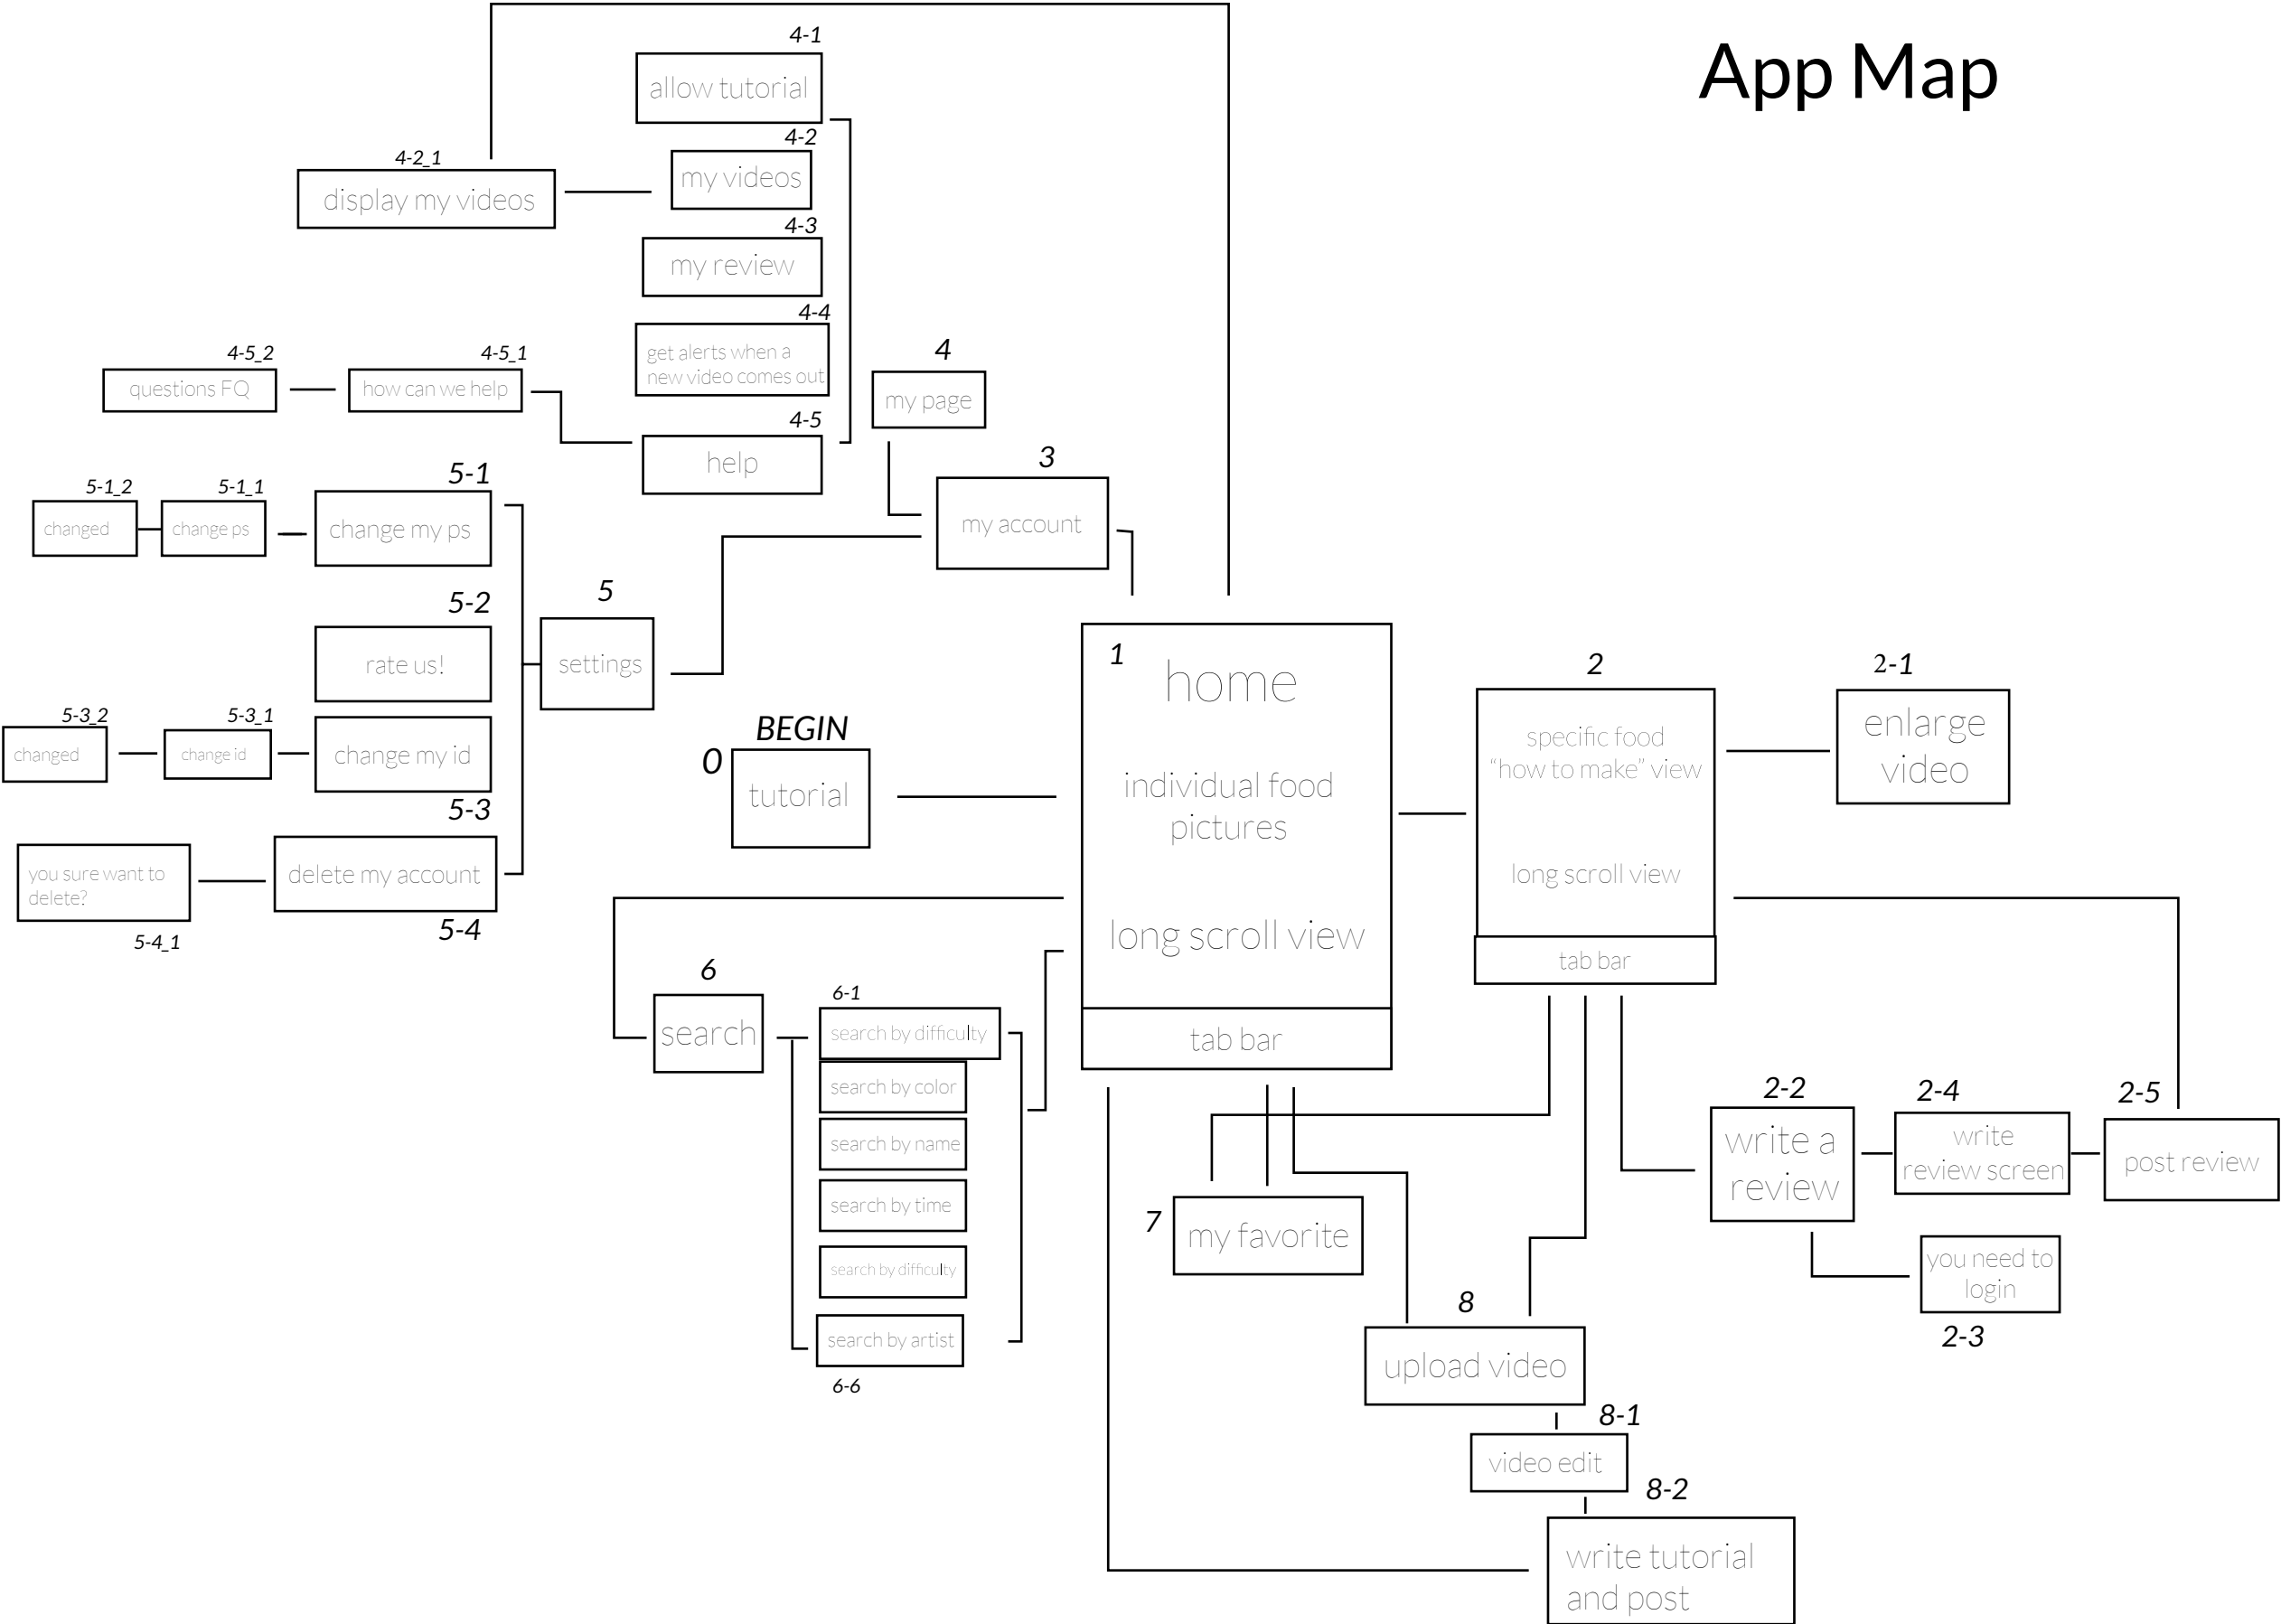 App Map
4-1
allow tutorial
4-2
my videos
4-2_1
display my videos
4-3
my review
4-4
get alerts when a
new video comes out
4-5
help
4-5_1
how can we help
4-5_2
questions FQ
4
my page
3
my account
5-1
change my ps
5-1_1
change ps
5-1_2
changed
5-2
rate us!
5
settings
5-3_2
changed
5-3_1
change id
change my id
5-3
you sure want to
delete?
5-4_1
delete my account
5-4
BEGIN
0
tutorial
1
home
individual food
pictures
long scroll view
tab bar
2
specific food
“how to make” view
long scroll view
tab bar
2-1
enlarge
video
6
search
6-1
search by difficulty
search by color
search by name
search by time
search by difficulty
search by artist
6-6
7
my favorite
2-2
write a
review
2-4
write
review screen
2-5
post review
you need to
login
2-3
8
upload video
8-1
video edit
8-2
write tutorial
and post